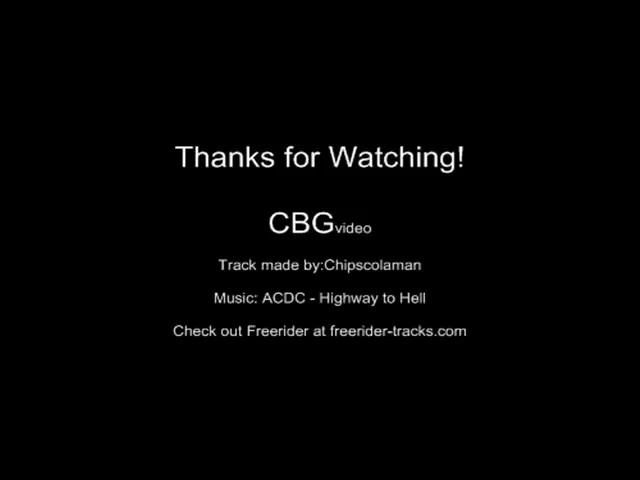 Thanks for Watching!
CBGvideo
Track made by:Chipscolaman
Music: ACDC - Highway to Hell
Check out Freerider at freerider-tracks.com